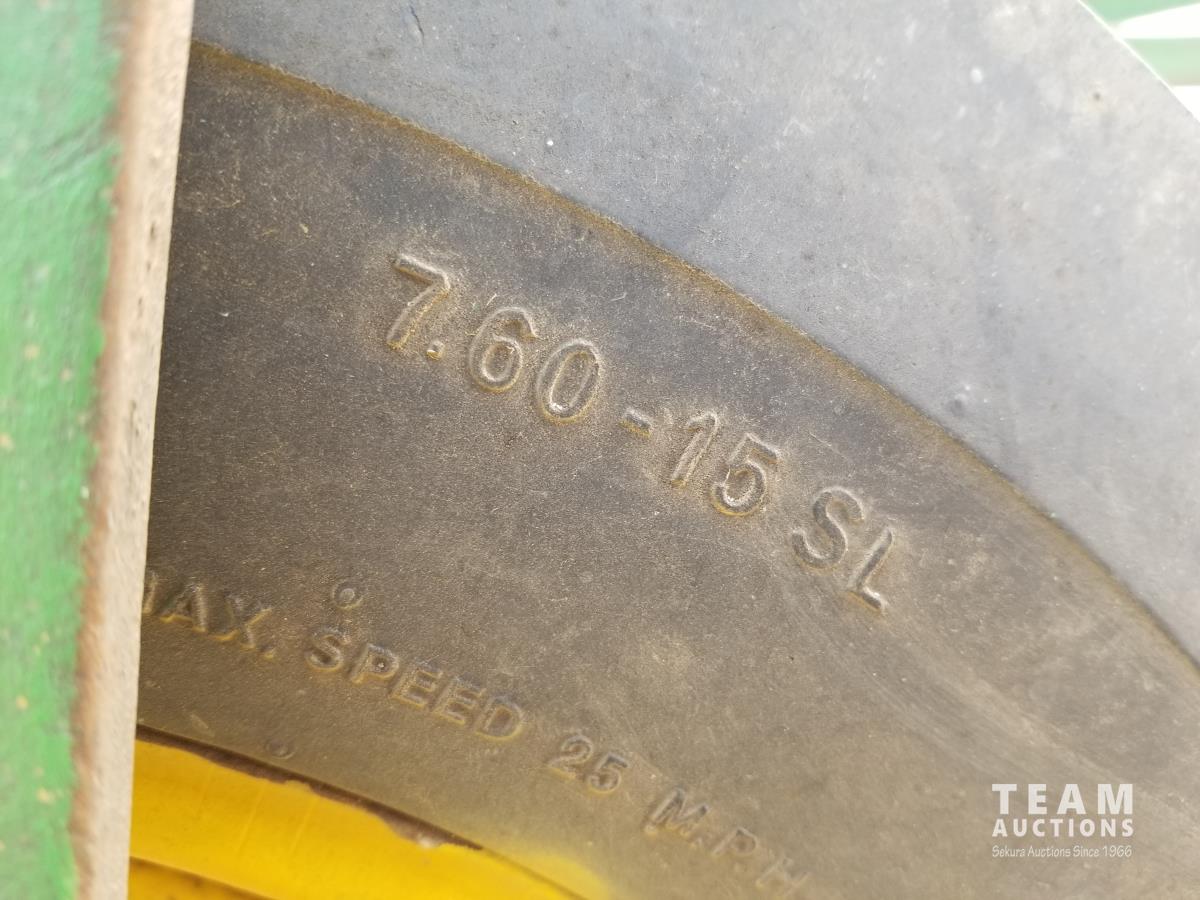 7.60-15 SL
MAX. SPEED 25 M.P.H
TEAM
AUCTIONS
Sekura Auctions Since 1966